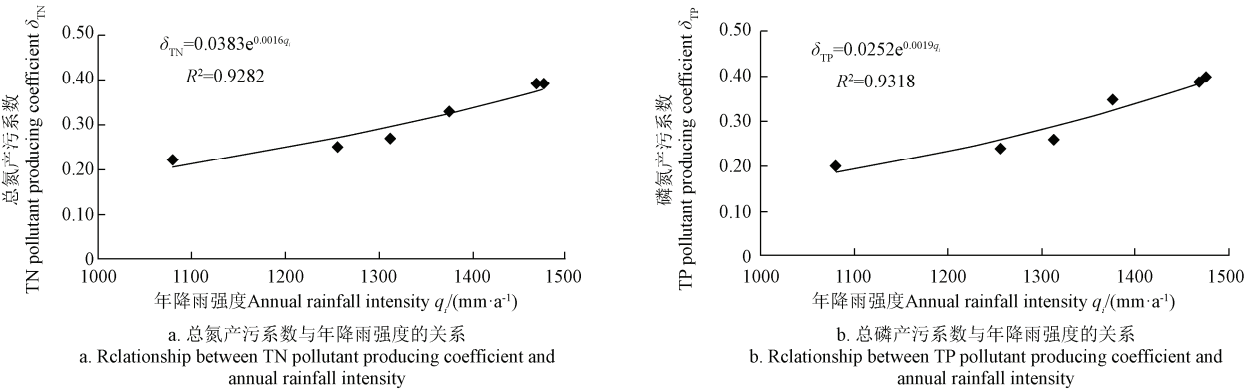 总氮产污系数
TN pollutant producing coefficient δTN
0.50
0.40
0.30
0.20
0.10
0
δTN=0.0383e0.0016qi
R2=0.9282
1000 1100 1200 1300 1400 1500
年降雨强度Annual rainfall intensity qi/(mm·a-1)
a. 总氮产污系数与年降雨强度的关系
a. Rclationship between TN pollutant producing coefficient and
annual rainfall intensity
磷氮产污系数
TP pollutant producing coefficient δTP
0.50
0.40
0.30
0.20
0.10
0.00
δTP=0.0252e0.0019qi
R2=0.9318
1000 1100 1200 1300 1400 1500
年降雨强度Annual rainfall intensity qi/(mm·a-1)
b. 总磷产污系数与年降雨强度的关系
b. Rclationship between TP pollutant producing coefficient and
annual rainfall intensity